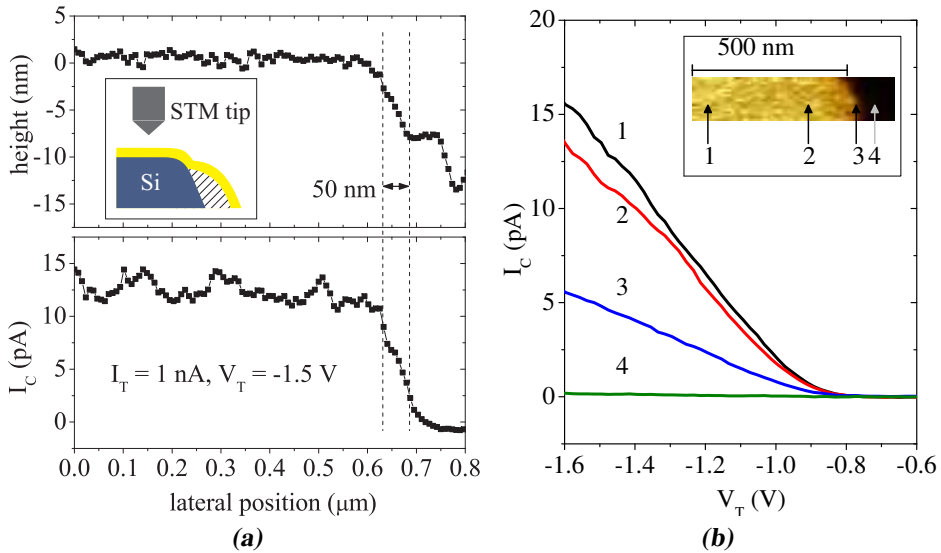 5
0
-5
-10
-15
height (nm)
STM tip
Si
50 nm
15
10
5
0
I_C (pA)
I_T = 1 nA, V_T = -1.5 V
0.0 0.1 0.2 0.3 0.4 0.5 0.6 0.7 0.8
lateral position (μm)
(a)
20
15
10
5
0
I_C (pA)
500 nm
1 2 3 4
1
2
3
4
-1.6 -1.4 -1.2 -1.0 -0.8 -0.6
V_T (V)
(b)